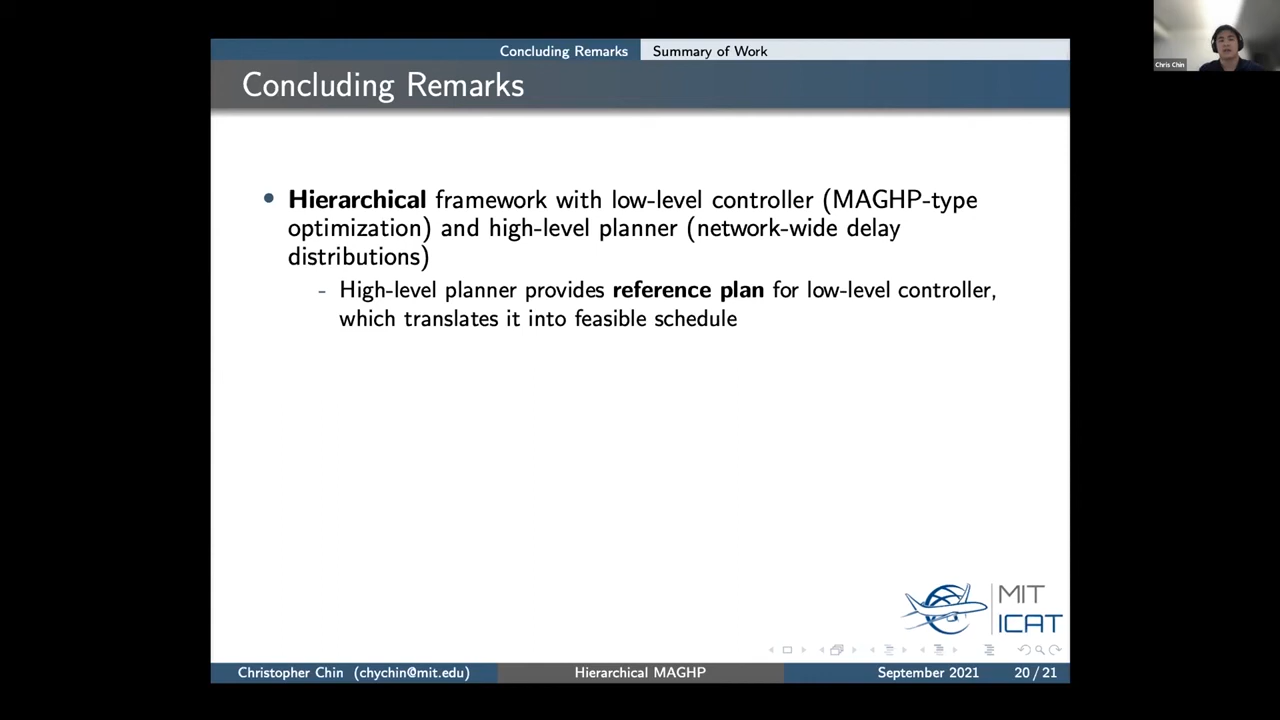 Concluding Remarks Summary of Work
Chris Chin
Concluding Remarks
• Hierarchical framework with low-level controller (MAGHP-type
optimization) and high-level planner (network-wide delay
distributions)
- High-level planner provides reference plan for low-level controller,
which translates it into feasible schedule
MIT
ICAT
Christopher Chin (chychin@mit.edu) Hierarchical MAGHP September 2021 20 / 21